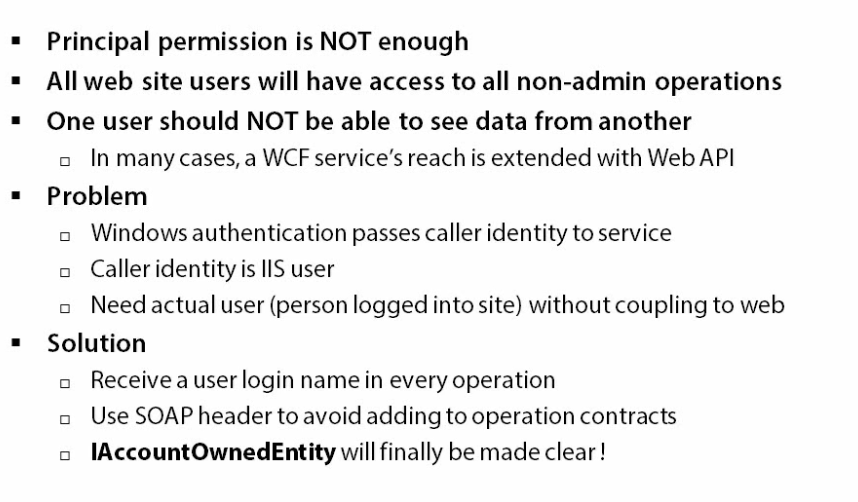 ▪ Principal permission is NOT enough
▪ All web site users will have access to all non-admin operations
▪ One user should NOT be able to see data from another
□ In many cases, a WCF service's reach is extended with Web API
▪ Problem
□ Windows authentication passes caller identity to service
□ Caller identity is IIS user
□ Need actual user (person logged into site) without coupling to web
▪ Solution
□ Receive a user login name in every operation
□ Use SOAP header to avoid adding to operation contracts
□ IAccountOwnedEntity will finally be made clear!